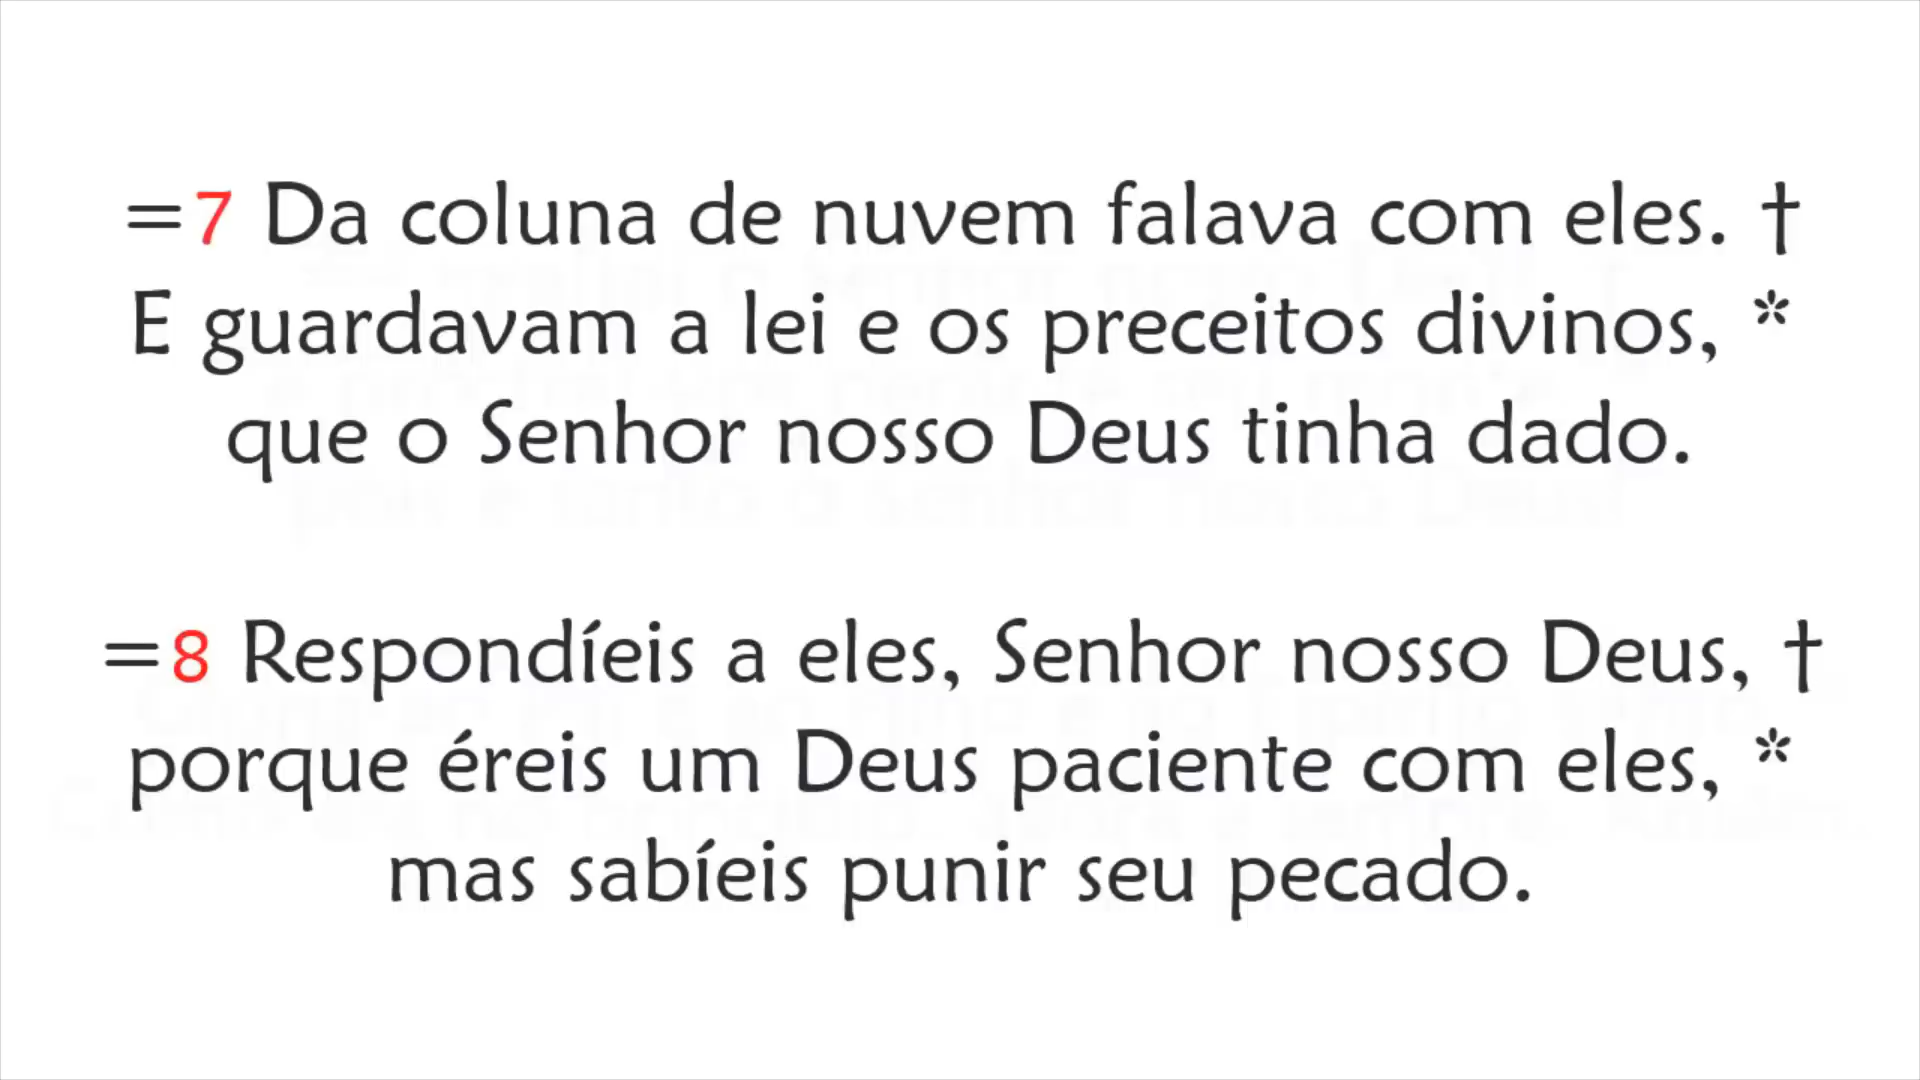 =7 Da coluna de nuvem falava com eles. †
E guardavam a lei e os preceitos divinos, *
que o Senhor nosso Deus tinha dado.
=8 Respondíeis a eles, Senhor nosso Deus, †
porque éreis um Deus paciente com eles, *
mas sabíeis punir seu pecado.